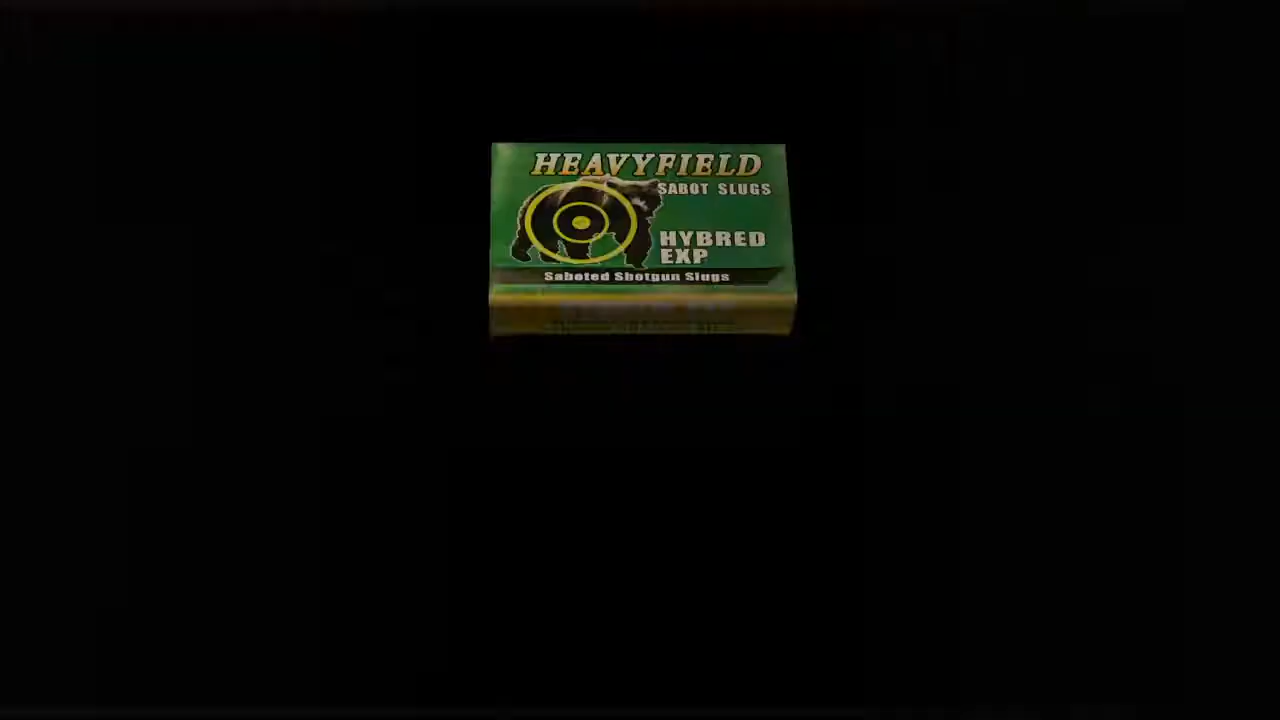 HEAVYFIELD
SABOT SLUGS
HYBRED
EXP
Saboted Shotgun Slugs